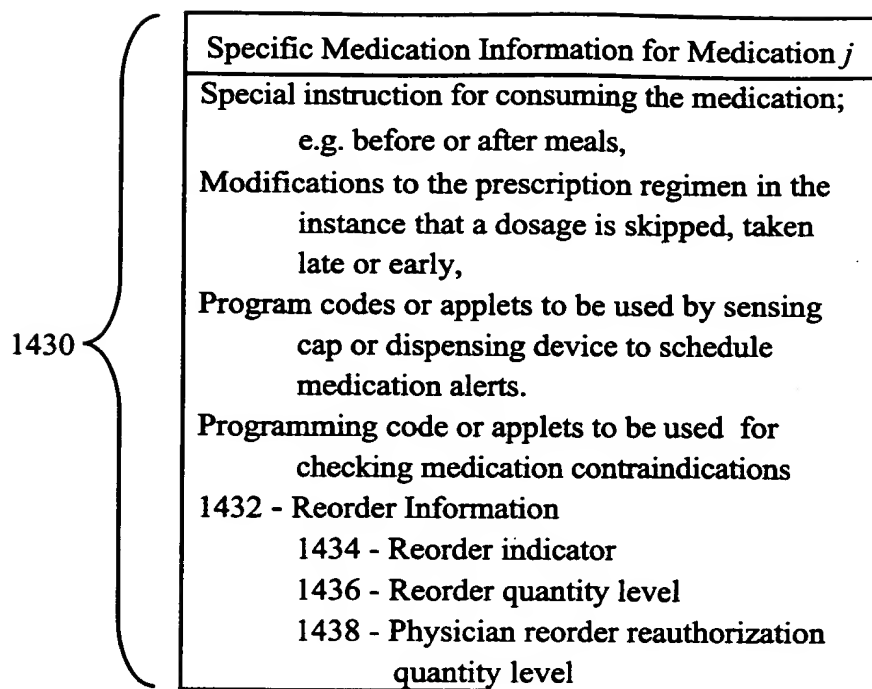 Specific Medication Information for Medication j
Special instruction for consuming the medication;
e.g. before or after meals,
Modifications to the prescription regimen in the
instance that a dosage is skipped, taken
late or early,
Program codes or applets to be used by sensing
cap or dispensing device to schedule
medication alerts.
Programming code or applets to be used for
checking medication contraindications
1432 - Reorder Information
1434 - Reorder indicator
1436 - Reorder quantity level
1438 - Physician reorder reauthorization
quantity level
1430